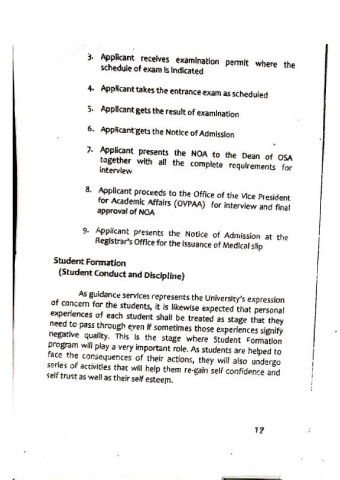 3. Applicant receives examination permit where the
schedule of exam is indicated
4. Applicant takes the entrance exam as scheduled
5. Applicant gets the result of examination
6. Applicant gets the Notice of Admission
7. Applicant presents the NOA to the Dean of OSA
together with all the complete requirements for
interview
8. Applicant proceeds to the Office of the Vice President
for Academic Affairs (OVPAA) for interview and final
approval of NOA
9. Applicant presents the Notice of Admission at the
Registrar's Office for the issuance of Medical slip
Student Formation
(Student Conduct and Discipline)
As guidance services represents the University's expression
of concern for the students, it is likewise expected that personal
experiences of each student shall be treated as stage that they
need to pass through even if sometimes those experiences signify
negative quality. This is the stage where Student Formation
program will play a very important role. As students are helped to
face the consequences of their actions, they will also undergo
series of activities that will help them re-gain self confidence and
self trust as well as their self esteem.
12